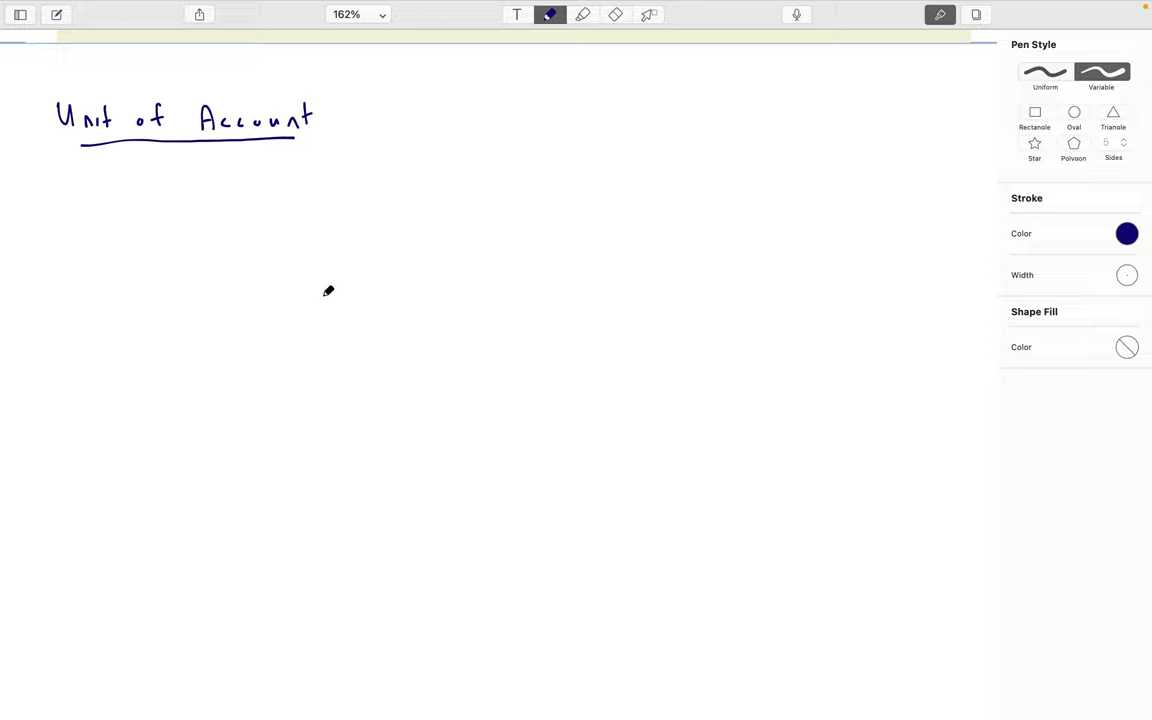 162%
T
Pen Style
Uniform Variable
Rectangle Oval Triangle
5
Star Polygon Sides
Stroke
Color
Width
Shape Fill
Color
Unit of Account